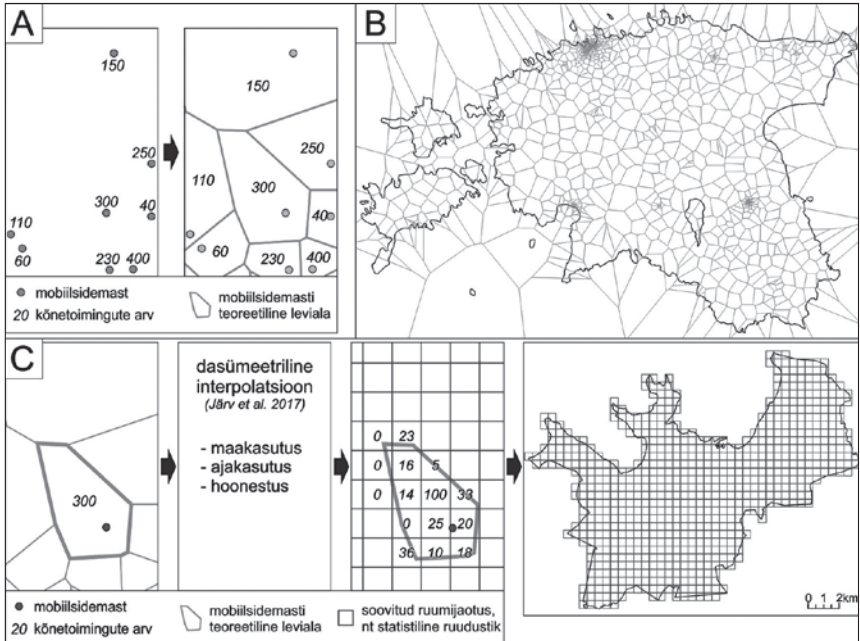 A
150
250
300
40
110
60
230 400
150
250
110
300
40
60
230
400
mobiilsidemast
20 kõnetoimingute arv
mobiilsidemasti
teoreetiline leviala
B
C
300
dasümeetriline
interpolatsioon
(Järv et al. 2017)
- maakasutus
- ajakasutus
- hoonestus
0 23
0 16 5
0 14 100 33
0 25 20
36 10 18
0 1 2km
mobiilsidemast
20 kõnetoimingute arv
mobiilsidemasti
teoreetiline leviala
soovitud ruumijaotus,
nt statistiline ruudustik